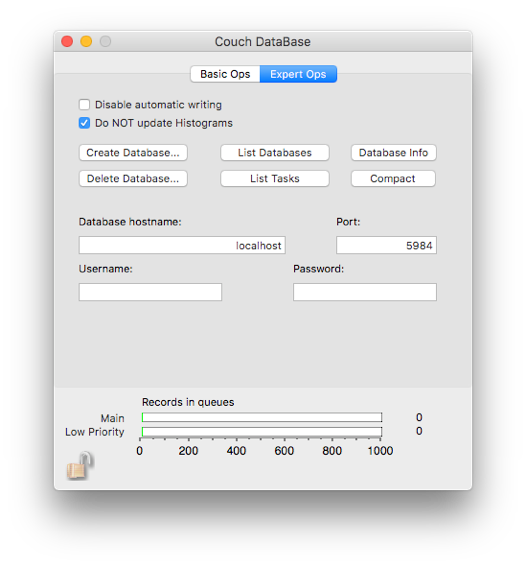 Couch DataBase
Basic Ops Expert Ops
Disable automatic writing
Do NOT update Histograms
Create Database... List Databases Database Info
Delete Database... List Tasks Compact
Database hostname: Port:
localhost 5984
Username: Password:
Records in queues
Main 0
Low Priority 0
0 200 400 600 800 1000